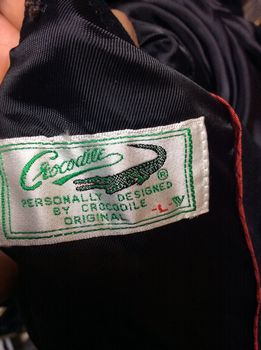 Crocodile
®
PERSONALLY DESIGNED
BY CROCODILE
ORIGINAL
-L-